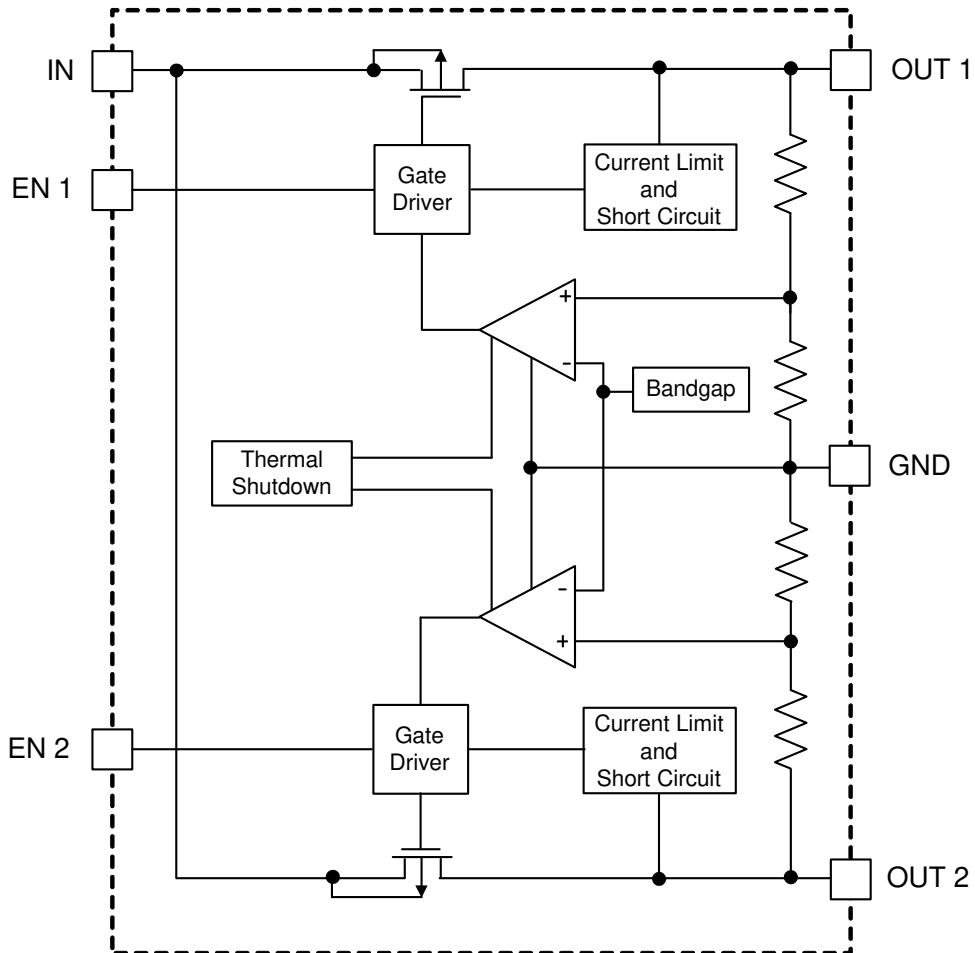 IN
OUT 1
EN 1
Gate
Driver
Current Limit
and
Short Circuit
+
-
Bandgap
Thermal
Shutdown
GND
-
+
EN 2
Gate
Driver
Current Limit
and
Short Circuit
OUT 2